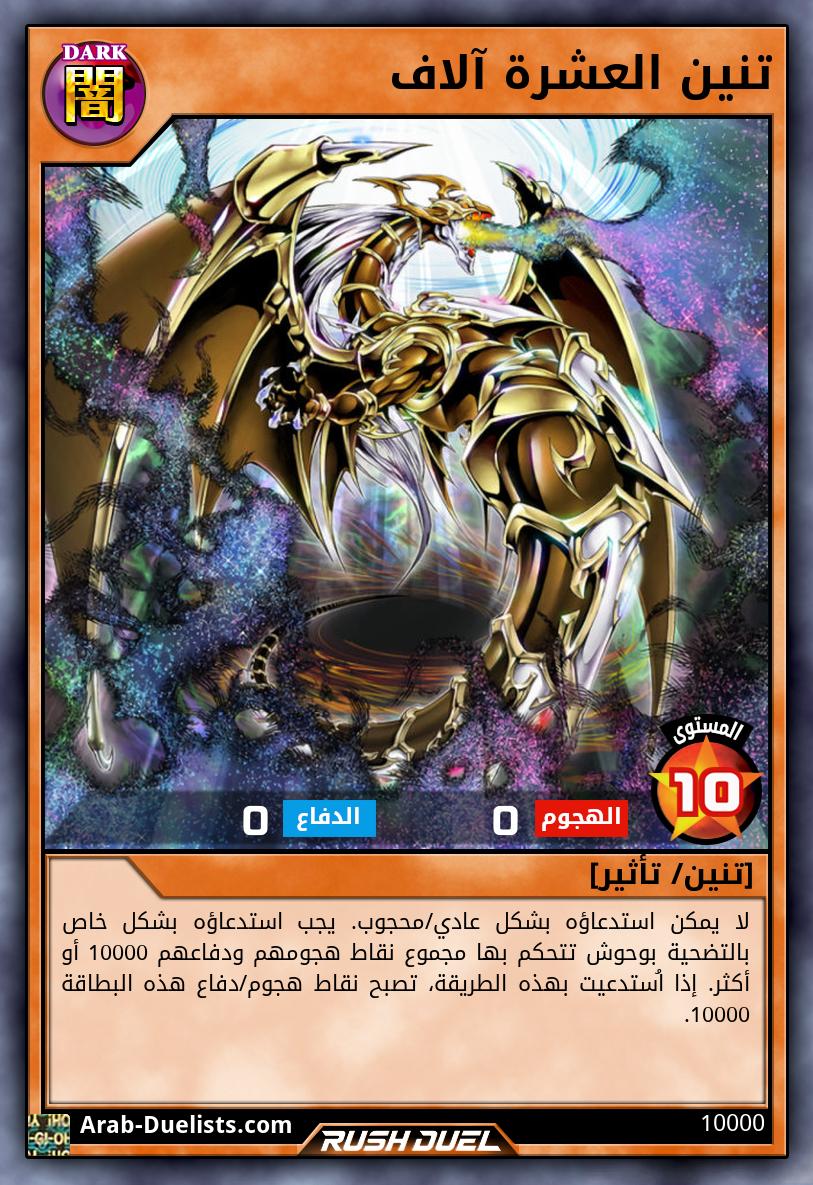 DARK
闇
تنين العشرة آلاف
المستوى
10
الهجوم 0
الدفاع 0
[تنين/ تأثير]
لا يمكن استدعاؤه بشكل عادي/محجوب. يجب استدعاؤه بشكل خاص
بالتضحية بوحوش تتحكم بها مجموع نقاط هجومهم ودفاعهم 10000 أو
أكثر. إذا اُستدعيت بهذه الطريقة، تصبح نقاط هجوم/دفاع هذه البطاقة
10000.
Arab-Duelists.com
RUSH DUEL
10000